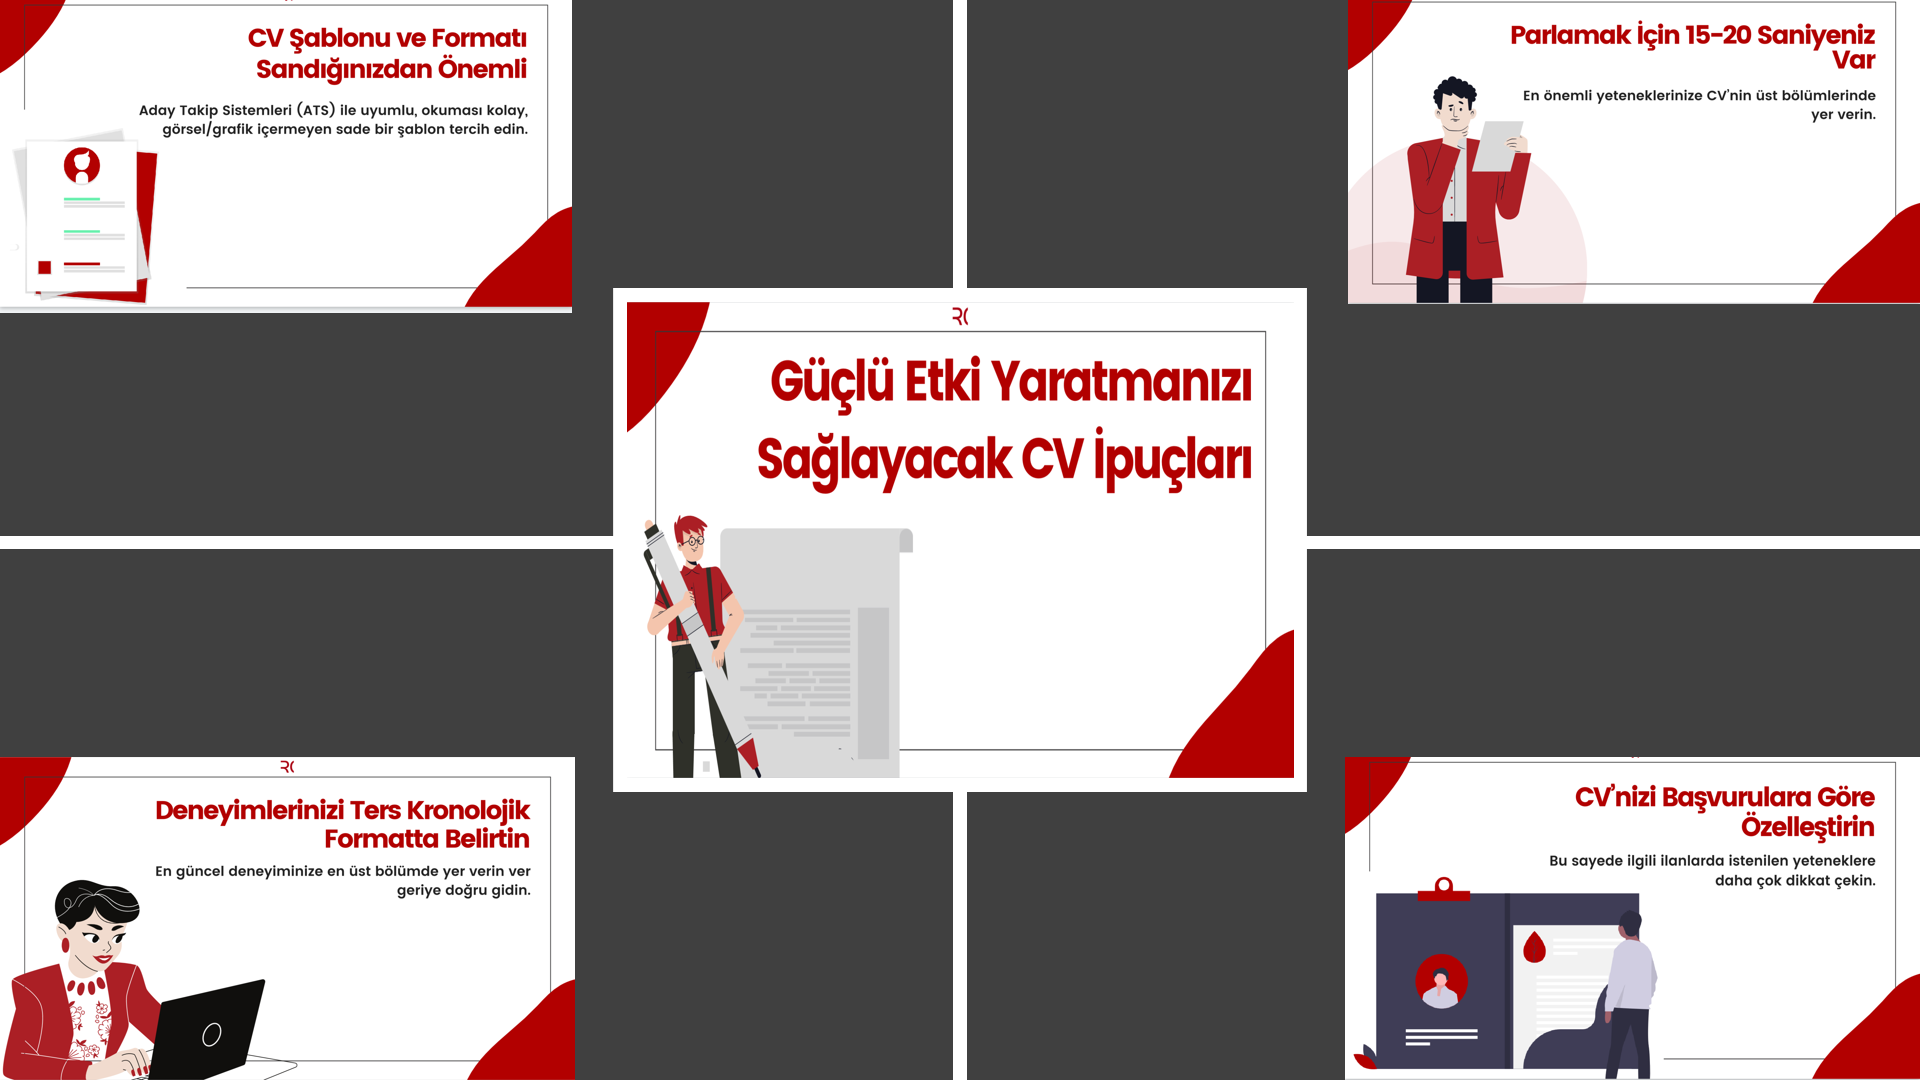 CV Şablonu ve Formatı
Sandığınızdan Önemli
Aday Takip Sistemleri (ATS) ile uyumlu, okuması kolay,
görsel/grafik içermeyen sade bir şablon tercih edin.
Parlamak İçin 15-20 Saniyeniz
Var
En önemli yeteneklerinize CV'nin üst bölümlerinde
yer verin.
RC
Güçlü Etki Yaratmanızı
Sağlayacak CV İpuçları
RC
Deneyimlerinizi Ters Kronolojik
Formatta Belirtin
En güncel deneyiminize en üst bölümde yer verin ver
geriye doğru gidin.
CV'nizi Başvurulara Göre
Özelleştirin
Bu sayede ilgili ilanlarda istenilen yeteneklere
daha çok dikkat çekin.